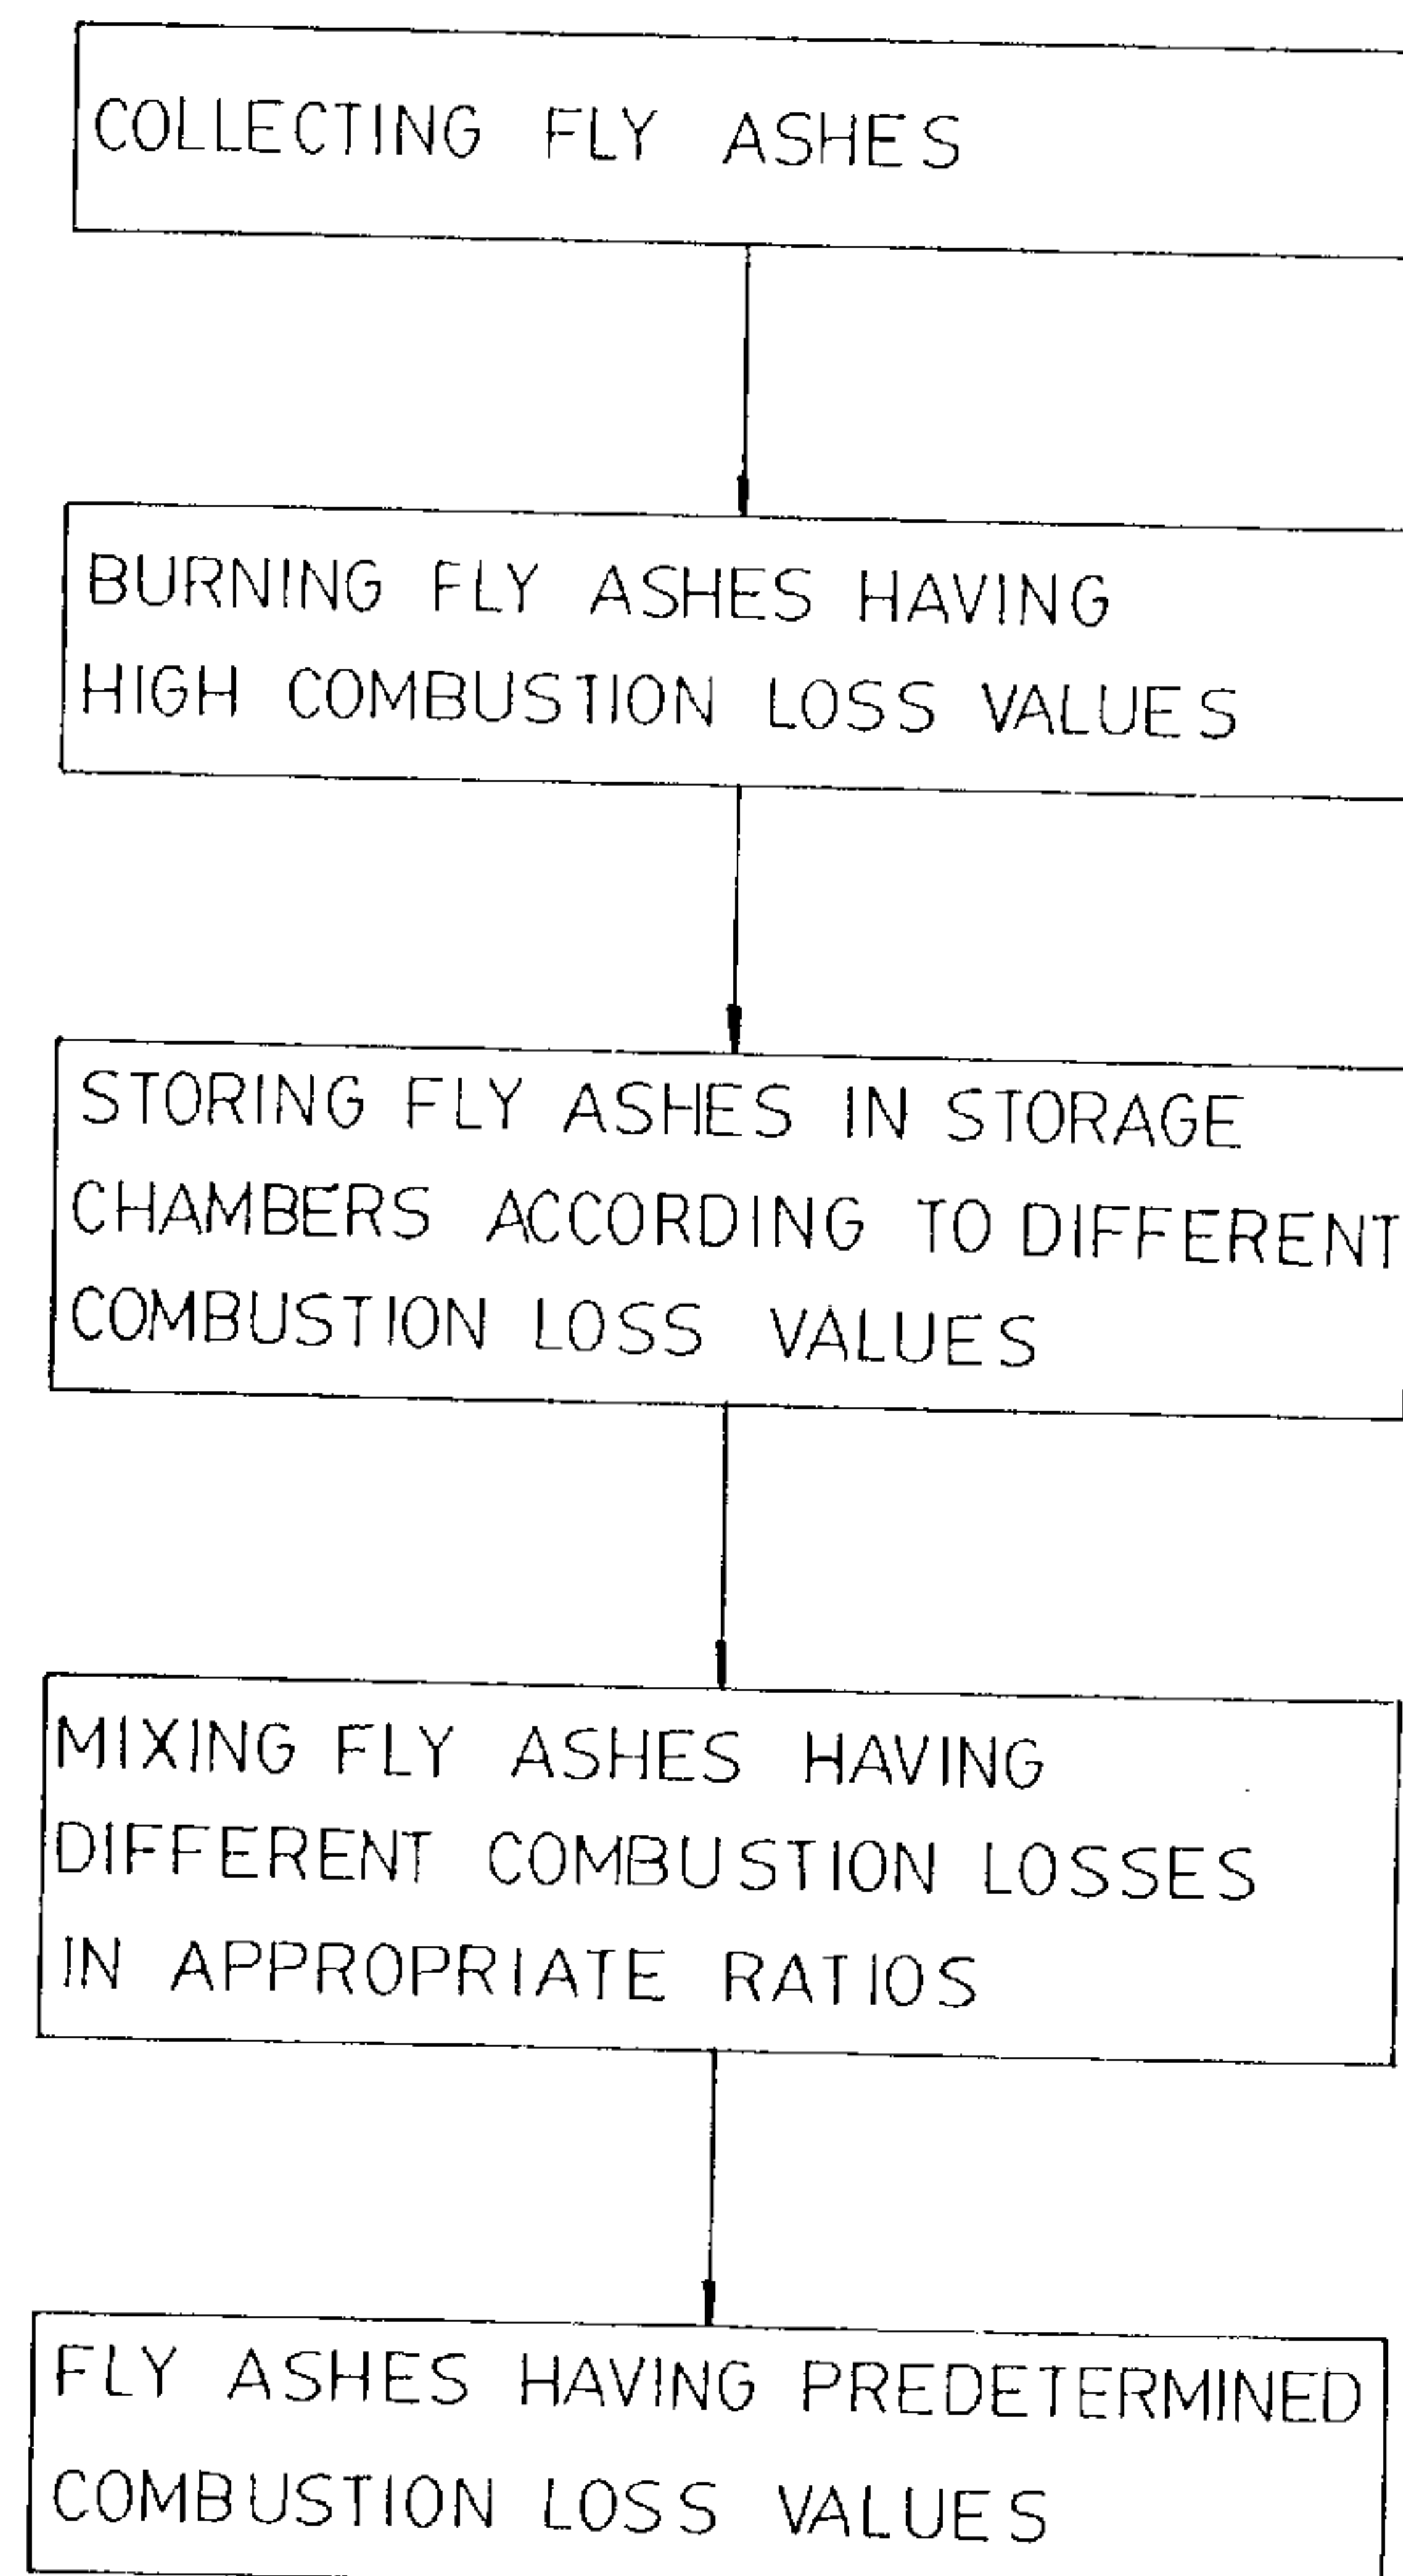 COLLECTING FLY ASHES
BURNING FLY ASHES HAVING
HIGH COMBUSTION LOSS VALUES
STORING FLY ASHES IN STORAGE
CHAMBERS ACCORDING TO DIFFERENT
COMBUSTION LOSS VALUES
MIXING FLY ASHES HAVING
DIFFERENT COMBUSTION LOSSES
IN APPROPRIATE RATIOS
FLY ASHES HAVING PREDETERMINED
COMBUSTION LOSS VALUES